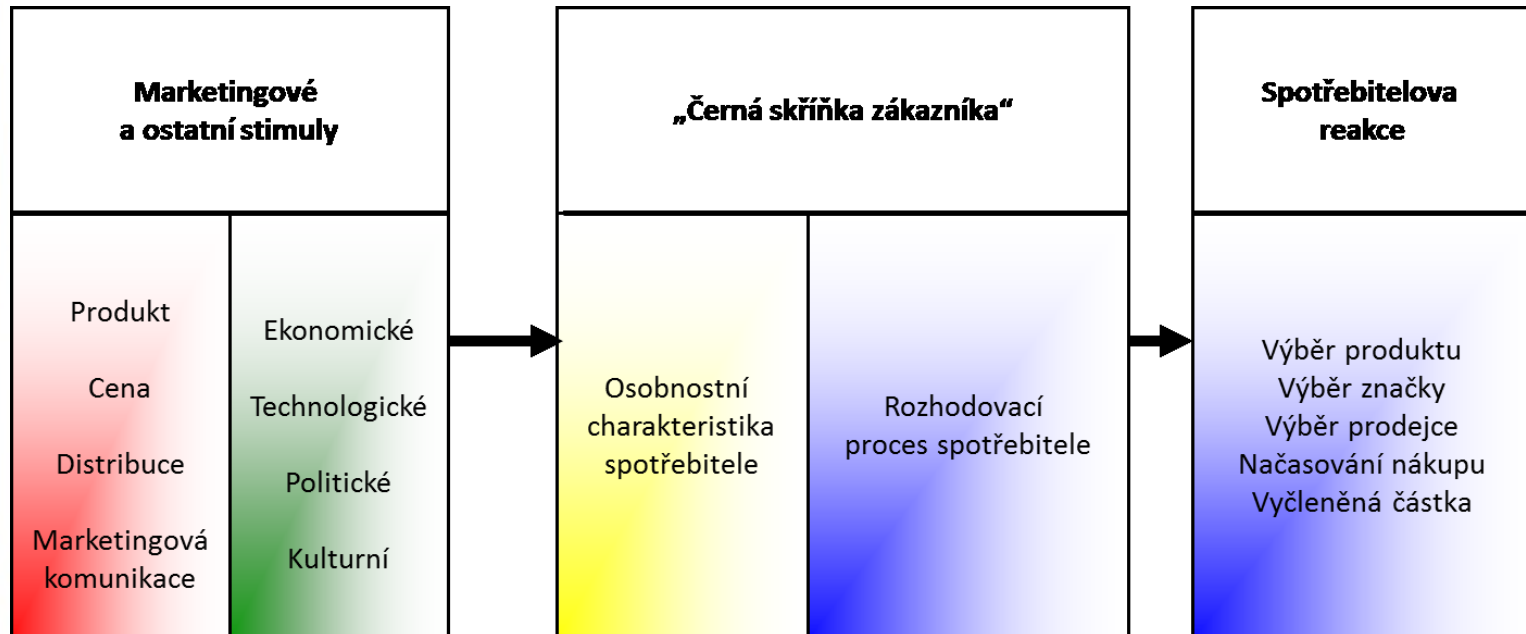 Marketingové
a ostatní stimuly
„Černá skříňka zákazníka“
Spotřebitelova
reakce
Produkt
Cena
Distribuce
Marketingová
komunikace
Ekonomické
Technologické
Politické
Kulturní
Osobnostní
charakteristika
spotřebitele
Rozhodovací
proces spotřebitele
Výběr produktu
Výběr značky
Výběr prodejce
Načasování nákupu
Vyčleněná částka